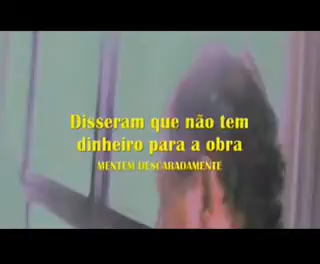 Disseram que não tem
dinheiro para a obra
MENTEM DESCARADAMENTE